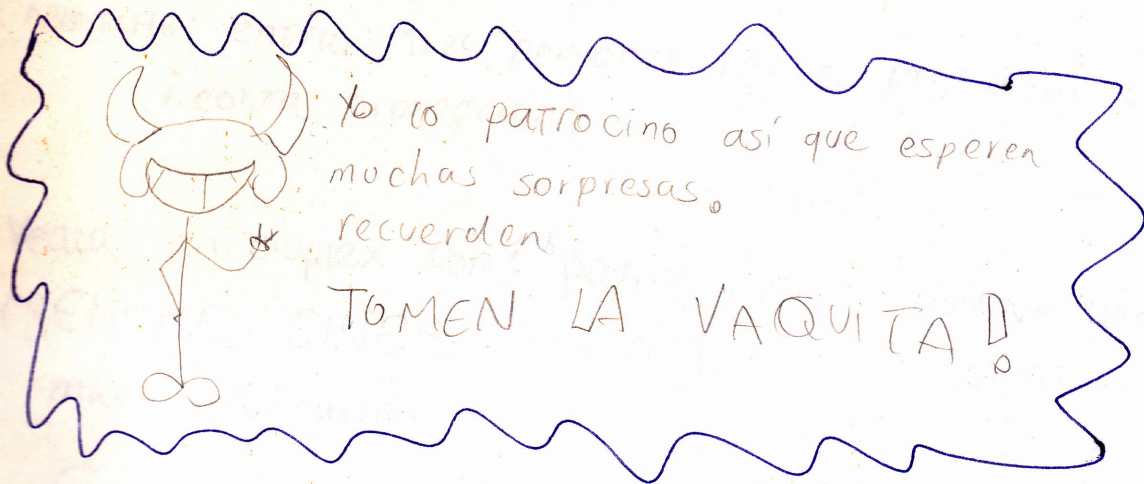 Yo lo patrocino así que esperen
muchas sorpresas.
recuerden
TOMEN LA VAQUITA!